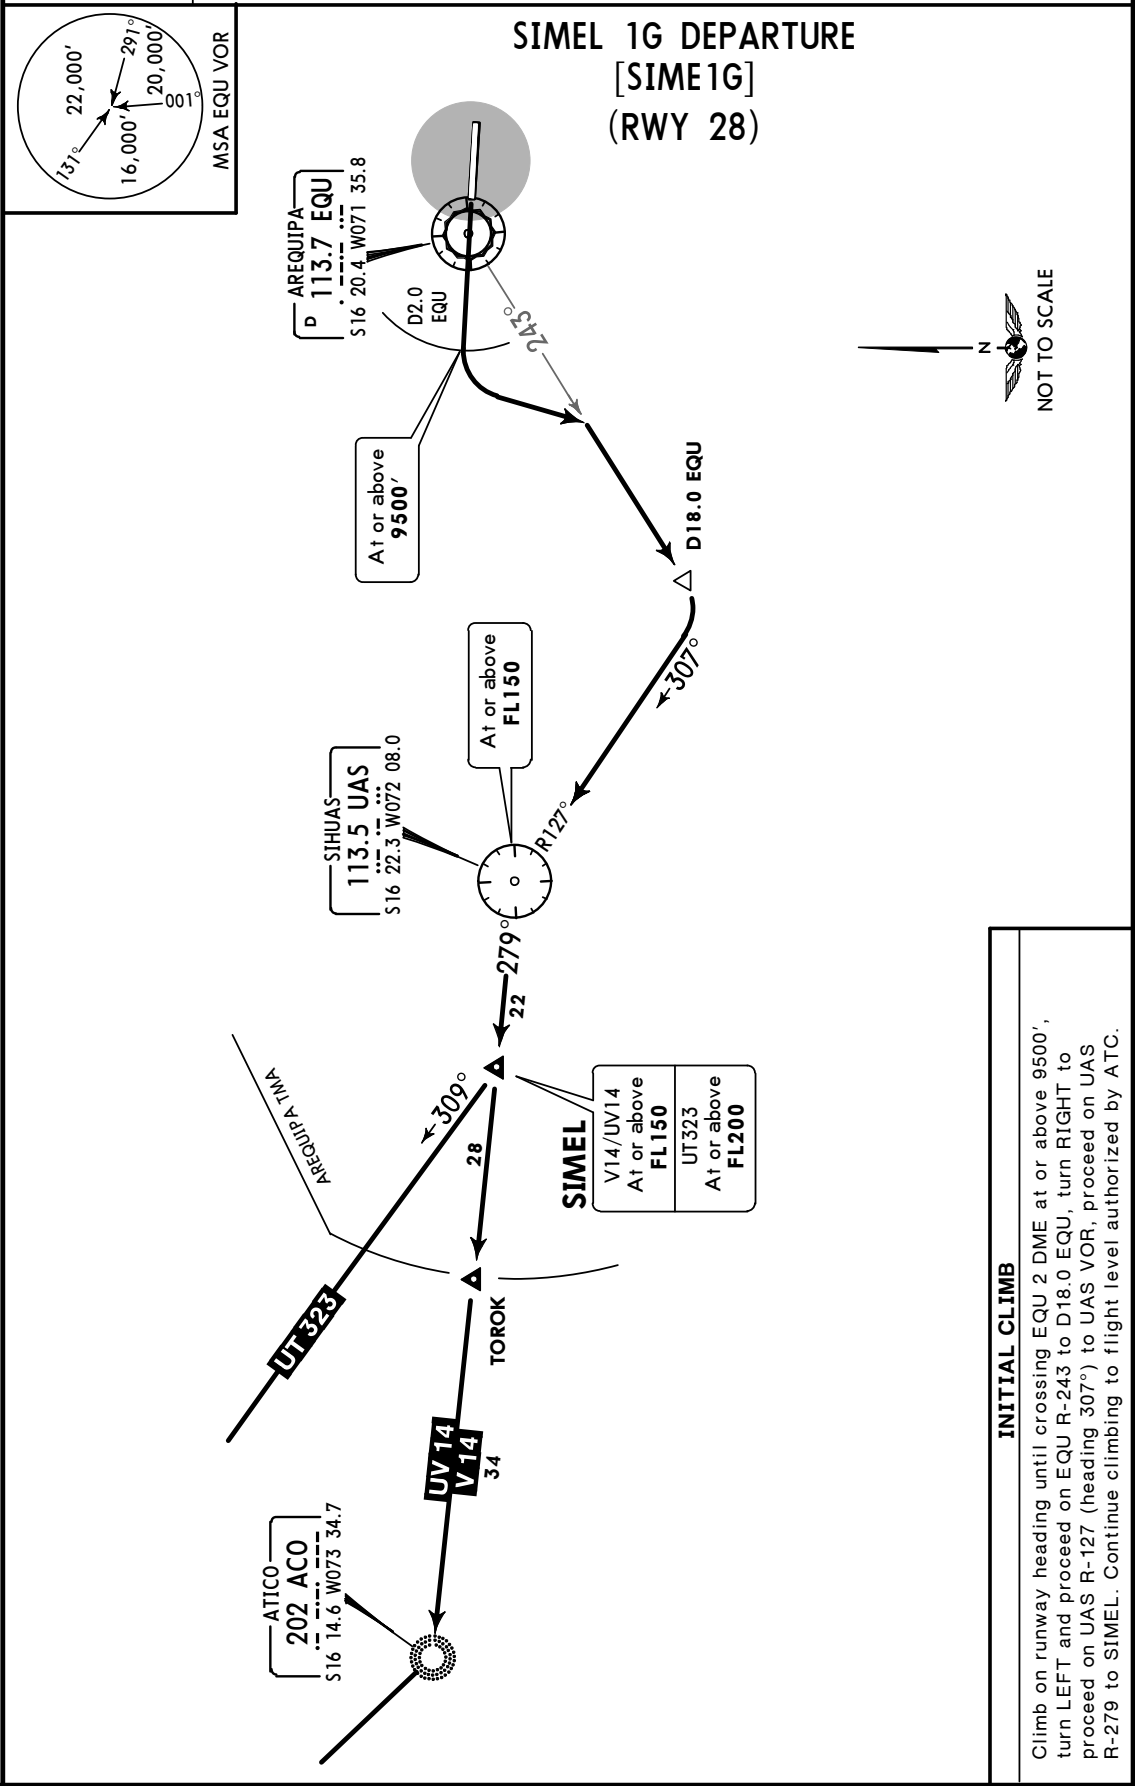 SIMEL 1G DEPARTURE
[SIME1G]
(RWY 28)
131°
291°
001°
22,000'
20,000'
16,000'
MSA EQU VOR
AREQUIPA
D 113.7 EQU
S16 20.4 W071 35.8
D2.0
EQU
243°
At or above
9500'
D18.0 EQU
307°
At or above
FL150
R127°
SIHUAS
113.5 UAS
S16 22.3 W072 08.0
279°
22
SIMEL
V14/UV14
At or above
FL150
UT323
At or above
FL200
309°
28
AREQUIPA TMA
TOROK
UT 323
UV 14
V 14
34
ATICO
202 ACO
S16 14.6 W073 34.7
N
NOT TO SCALE
INITIAL CLIMB
Climb on runway heading until crossing EQU 2 DME at or above 9500',
turn LEFT and proceed on EQU R-243 to D18.0 EQU, turn RIGHT to
proceed on UAS R-127 (heading 307°) to UAS VOR, proceed on UAS
R-279 to SIMEL. Continue climbing to flight level authorized by ATC.